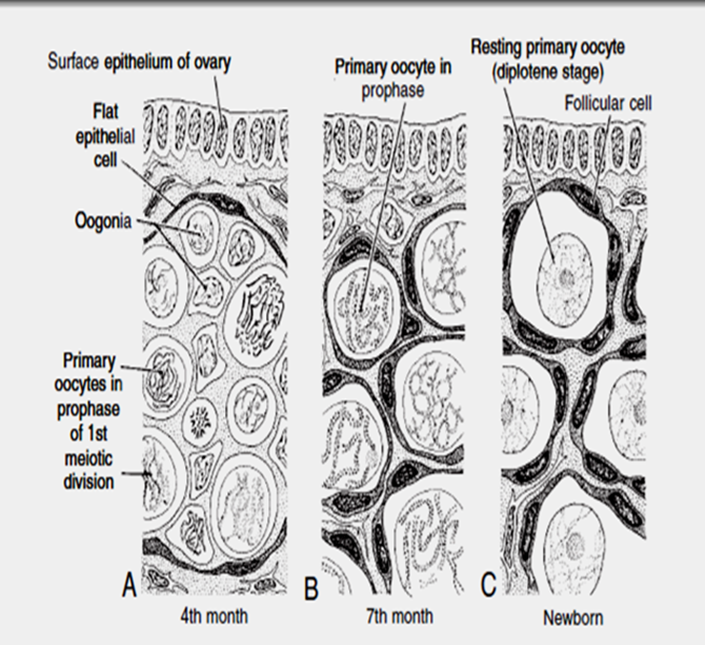 Surface epithelium of ovary
Flat
epithelial
cell
Oogonia
Primary
oocytes in
prophase
of 1st
meiotic
division
A
4th month
Primary oocyte in
prophase
B
7th month
Resting primary oocyte
(diplotene stage)
Follicular cell
C
Newborn